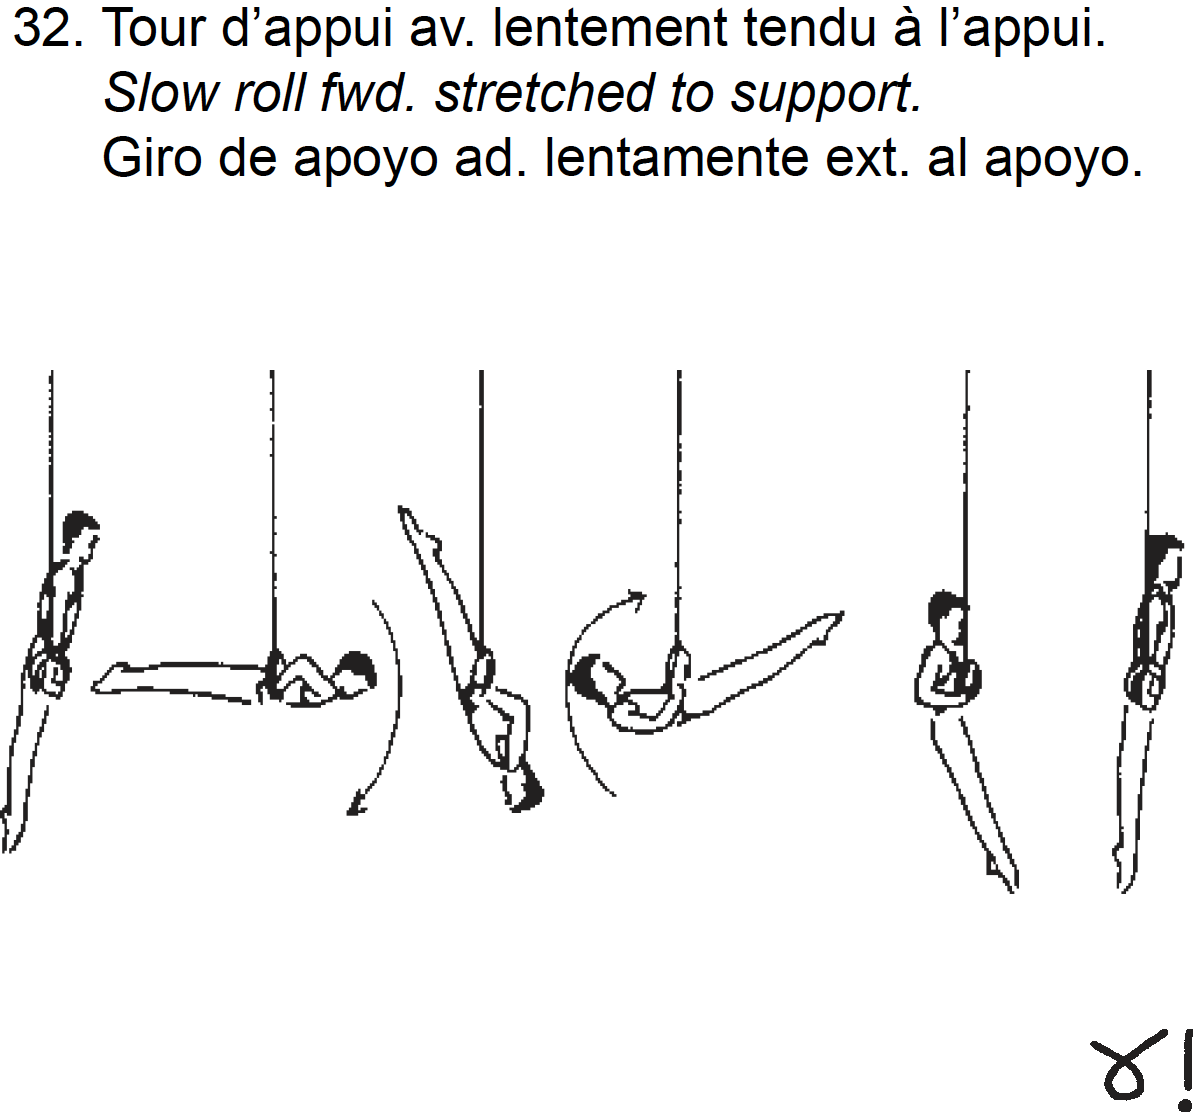 32. Tour d’appui av. lentement tendu à l’appui.
Slow roll fwd. stretched to support.
Giro de apoyo ad. lentamente ext. al apoyo.